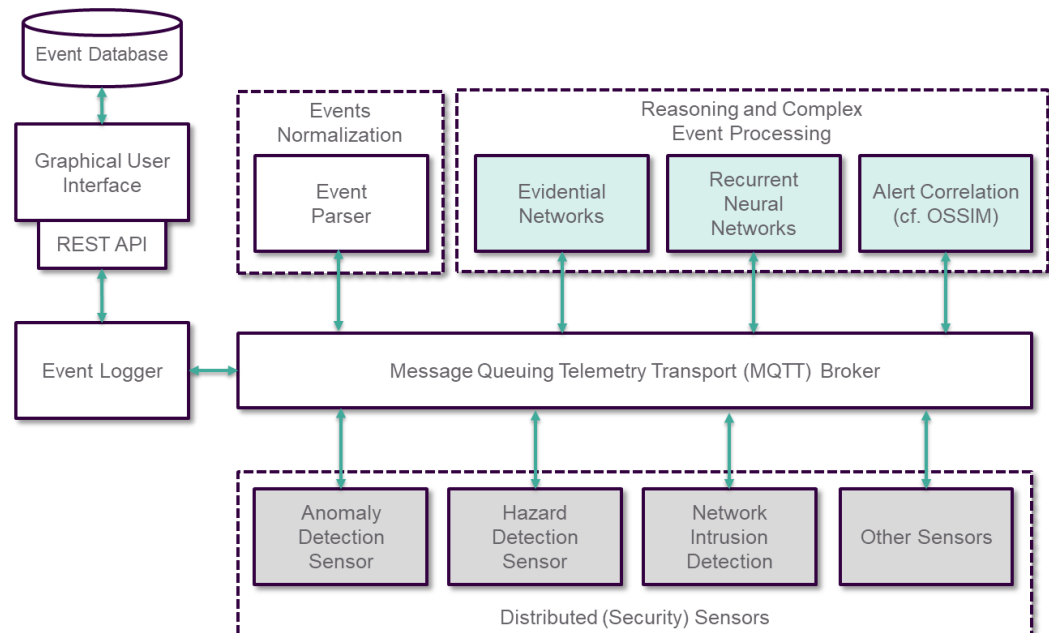 Event Database
Graphical User
Interface
REST API
Event Logger
Events
Normalization
Event
Parser
Reasoning and Complex
Event Processing
Evidential
Networks
Recurrent
Neural
Networks
Alert Correlation
(cf. OSSIM)
Message Queuing Telemetry Transport (MQTT) Broker
Anomaly
Detection
Sensor
Hazard
Detection
Sensor
Network
Intrusion
Detection
Other Sensors
Distributed (Security) Sensors